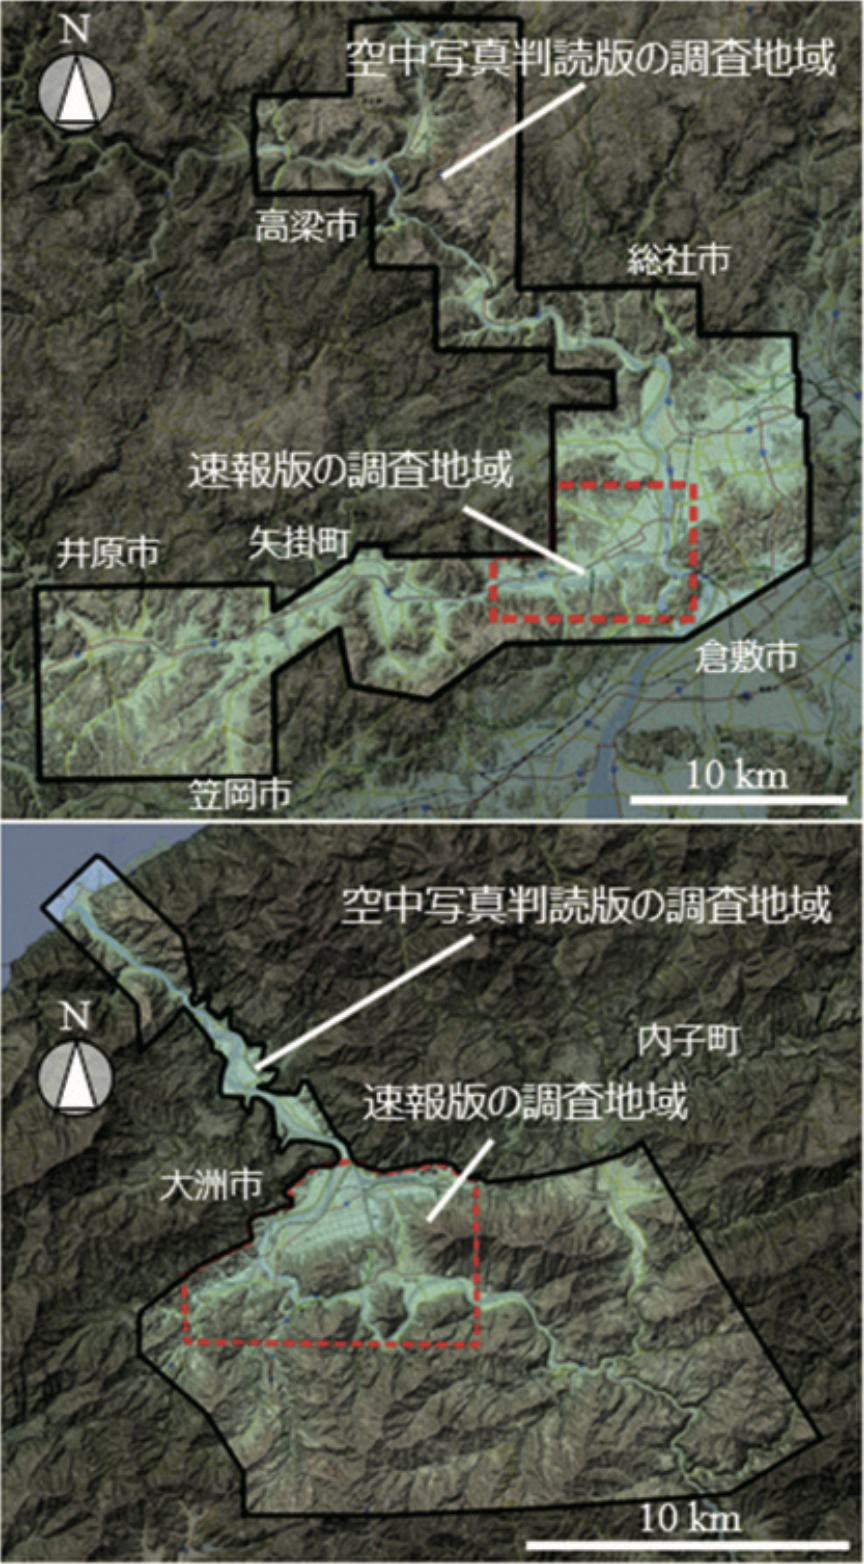 N
空中写真判読版の調査地域
高梁市
総社市
速報版の調査地域
井原市
矢掛町
倉敷市
10 km
笠岡市
空中写真判読版の調査地域
N
内子町
速報版の調査地域
大洲市
10 km